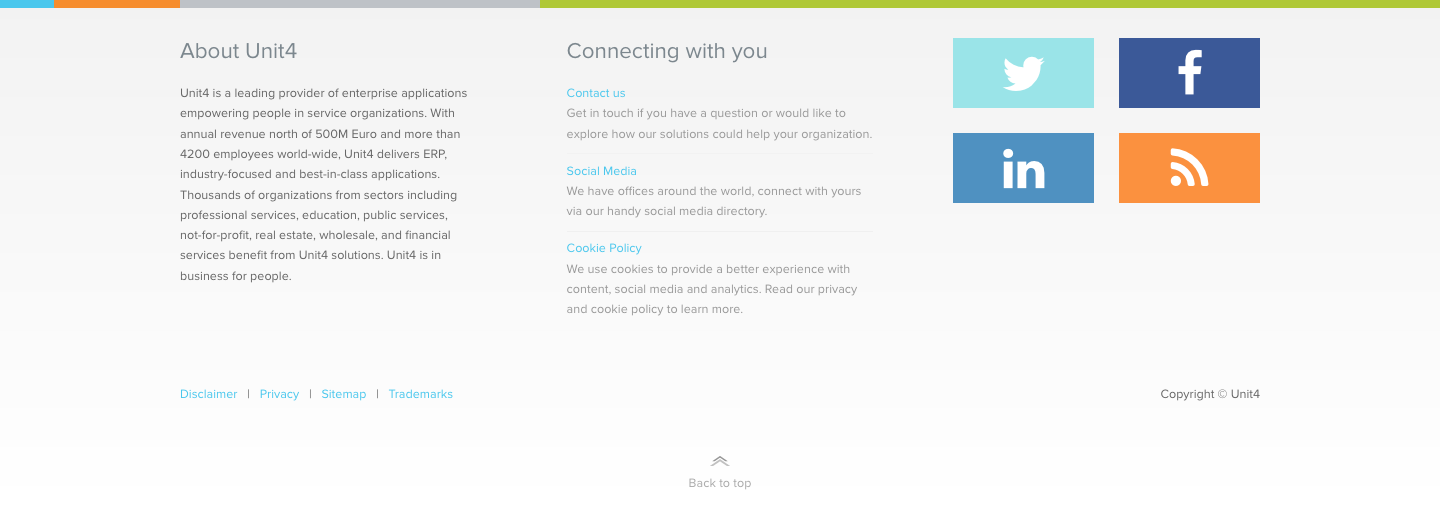 About Unit4
Unit4 is a leading provider of enterprise applications
empowering people in service organizations. With
annual revenue north of 500M Euro and more than
4200 employees world-wide, Unit4 delivers ERP,
industry-focused and best-in-class applications.
Thousands of organizations from sectors including
professional services, education, public services,
not-for-profit, real estate, wholesale, and financial
services benefit from Unit4 solutions. Unit4 is in
business for people.
Connecting with you
Contact us
Get in touch if you have a question or would like to
explore how our solutions could help your organization.
Social Media
We have offices around the world, connect with yours
via our handy social media directory.
Cookie Policy
We use cookies to provide a better experience with
content, social media and analytics. Read our privacy
and cookie policy to learn more.
Disclaimer | Privacy | Sitemap | Trademarks
Copyright © Unit4
Back to top